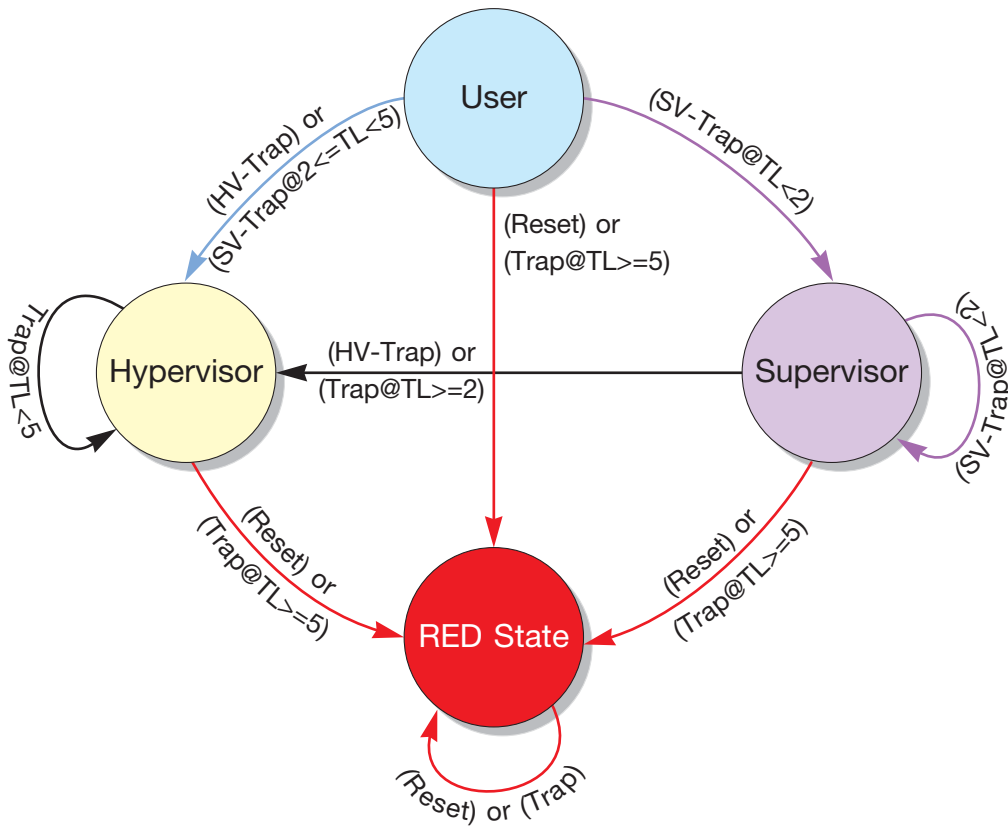 User
(HV-Trap) or
(SV-Trap@2<=TL<5)
(SV-Trap@TL<2)
(Reset) or
(Trap@TL>=5)
Trap@TL<5
Hypervisor
(HV-Trap) or
(Trap@TL>=2)
Supervisor
(SV-Trap@TL<2)
(Reset) or
(Trap@TL>=5)
(Reset) or
(Trap@TL>=5)
RED State
(Reset) or (Trap)